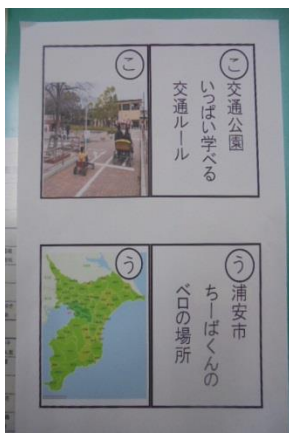 こ
こ
交通公園
いっぱい学べる
交通ルール
う
う
浦安市
ちーばくんの
ベロの場所